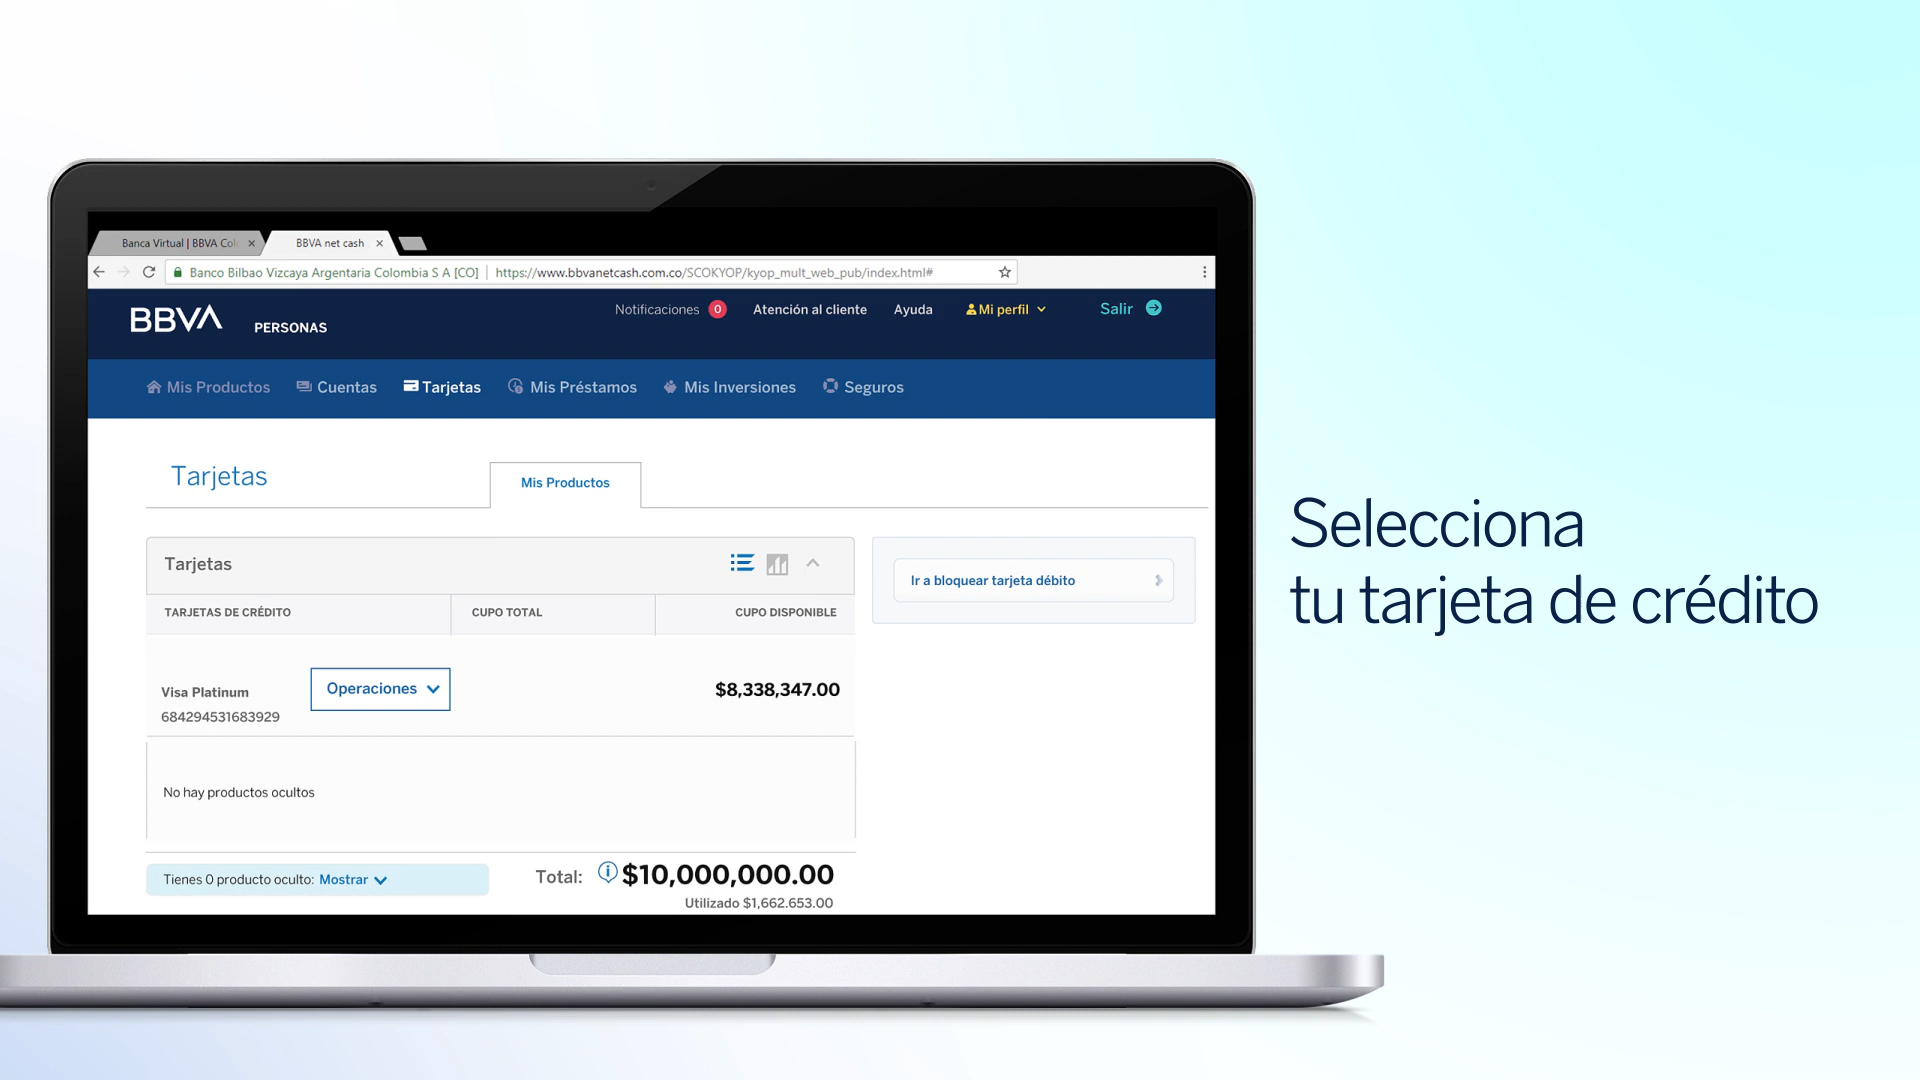 Banca Virtual | BBVA Col
BBVA net cash
Banco Bilbao Vizcaya Argentaria Colombia S A [CO] | https://www.bbvanetcash.com.co/SCOKYOP/kyop_mult_web_pub/index.html#
BBVA PERSONAS
Notificaciones 0 Atención al cliente Ayuda Mi perfil Salir
Mis Productos Cuentas Tarjetas Mis Préstamos Mis Inversiones Seguros
Tarjetas
Mis Productos
Tarjetas
Ir a bloquear tarjeta débito
TARJETAS DE CRÉDITO CUPO TOTAL CUPO DISPONIBLE
Visa Platinum Operaciones $8,338,347.00
684294531683929
No hay productos ocultos
Tienes 0 producto oculto: Mostrar
Total: $10,000,000.00
Utilizado $1,662.653.00
Selecciona
tu tarjeta de crédito